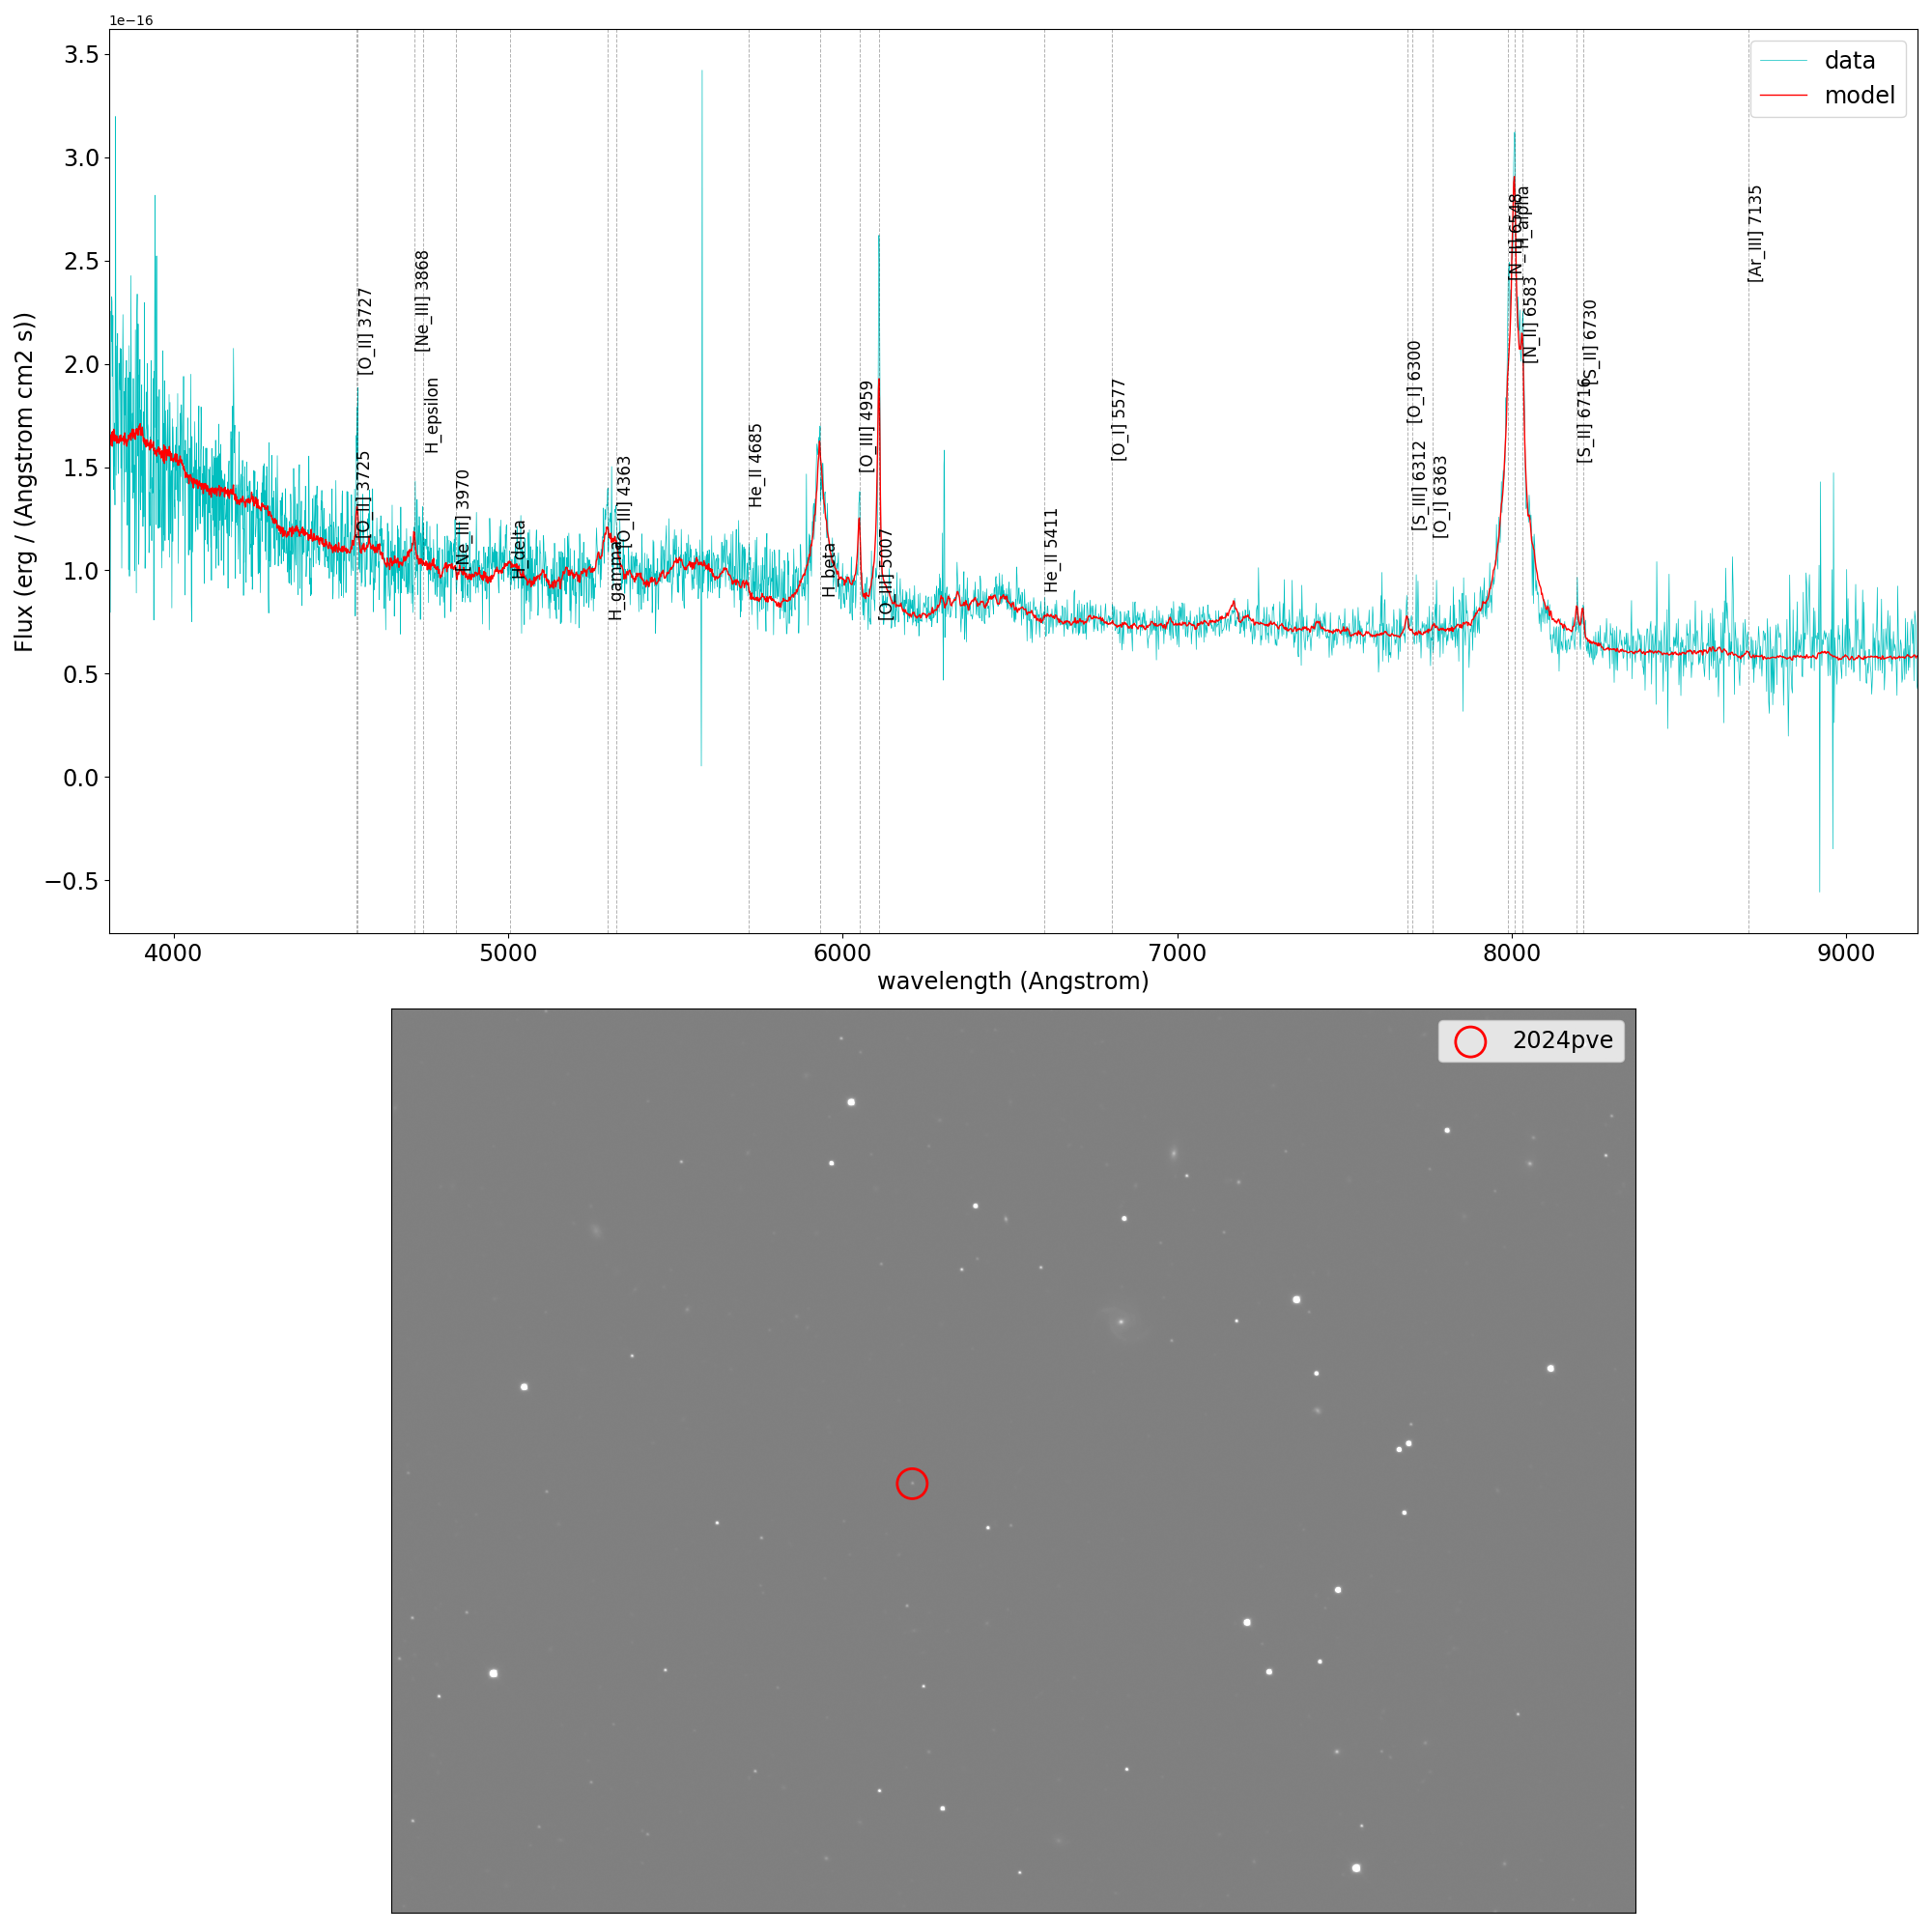 1e−16
data
model
Flux (erg / (Angstrom cm2 s))
3.5
3.0
2.5
2.0
1.5
1.0
0.5
0.0
−0.5
[O_II] 3725
[O_II] 3727
[Ne_III] 3868
H_epsilon
[Ne_III] 3970
H_delta
H_gamma
[O_III] 4363
He_II 4685
H_beta
[O_III] 4959
[O_III] 5007
He_II 5411
[O_I] 5577
[O_I] 6300
[S_III] 6312
[O_I] 6363
[N_II] 6548
H_alpha
[N_II] 6583
[S_II] 6716
[S_II] 6730
[Ar_III] 7135
4000 5000 6000 7000 8000 9000
wavelength (Angstrom)
2024pve